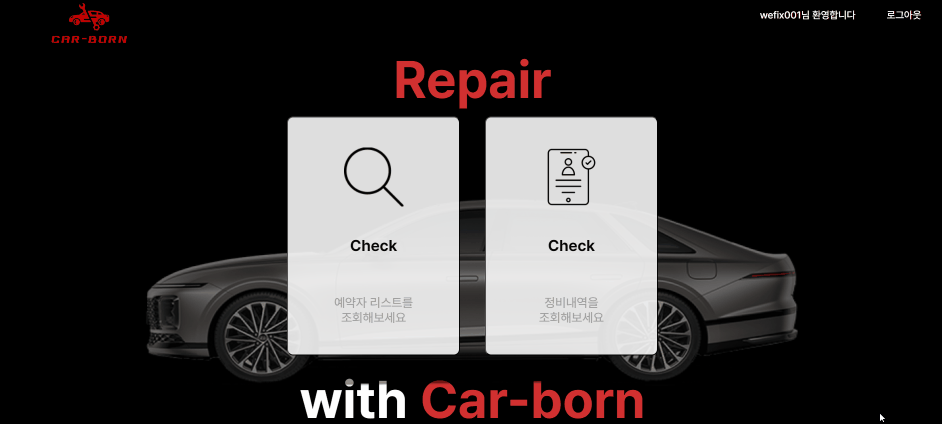 CAR-BORN
wefix001님 환영합니다
로그아웃
Repair
Check
예약자 리스트를
조회해보세요
Check
정비내역을
조회해보세요
with Car-born